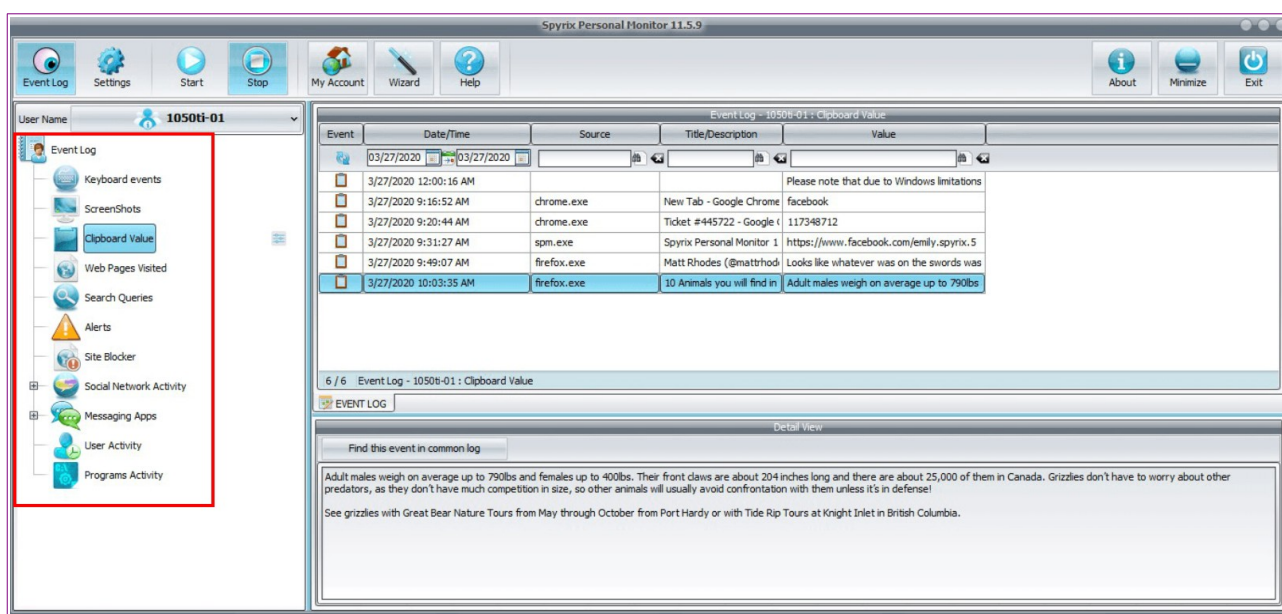 Spyrix Personal Monitor 11.5.9
Event Log Settings Start Stop My Account Wizard Help About Minimize Exit
User Name 1050ti-01
Event Log
Keyboard events
ScreenShots
Clipboard Value
Web Pages Visited
Search Queries
Alerts
Site Blocker
Social Network Activity
Messaging Apps
User Activity
Programs Activity
Event Log - 1050ti-01 : Clipboard Value
Event Date/Time Source Title/Description Value
03/27/2020 03/27/2020
3/27/2020 12:00:16 AM Please note that due to Windows limitations
3/27/2020 9:16:52 AM chrome.exe New Tab - Google Chrome facebook
3/27/2020 9:20:44 AM chrome.exe Ticket #445722 - Google ( 117348712
3/27/2020 9:31:27 AM spm.exe Spyrix Personal Monitor 1 https://www.facebook.com/emily.spyrix.5
3/27/2020 9:49:07 AM firefox.exe Matt Rhodes (@mattrhod Looks like whatever was on the swords was
3/27/2020 10:03:35 AM firefox.exe 10 Animals you will find in Adult males weigh on average up to 790lbs
6 / 6 Event Log - 1050ti-01 : Clipboard Value
EVENT LOG
Detail View
Find this event in common log
Adult males weigh on average up to 790lbs and females up to 400lbs. Their front claws are about 204 inches long and there are about 25,000 of them in Canada. Grizzlies don't have to worry about other
predators, as they don't have much competition in size, so other animals will usually avoid confrontation with them unless it's in defense!
See grizzlies with Great Bear Nature Tours from May through October from Port Hardy or with Tide Rip Tours at Knight Inlet in British Columbia.